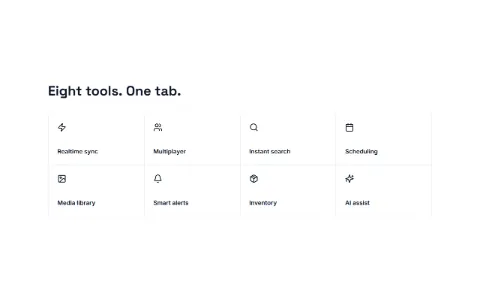 Eight tools. One tab.
Realtime sync
Multiplayer
Instant search
Scheduling
Media library
Smart alerts
Inventory
AI assist